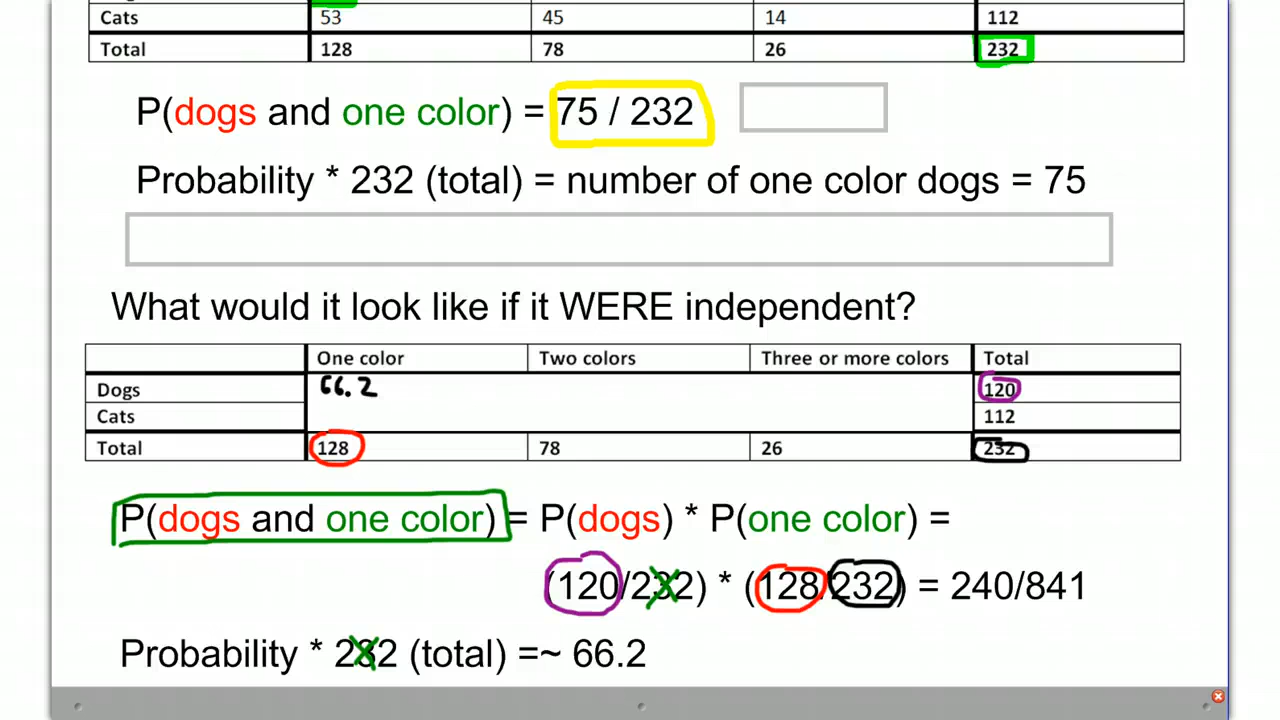 Cats 53 45 14 112
Total 128 78 26 232
P(dogs and one color) = 75 / 232
Probability * 232 (total) = number of one color dogs = 75
What would it look like if it WERE independent?
One color Two colors Three or more colors Total
Dogs 66.2 120
Cats 112
Total 128 78 26 232
P(dogs and one color) = P(dogs) * P(one color) =
(120/232) * (128/232) = 240/841
Probability * 232 (total) =~ 66.2